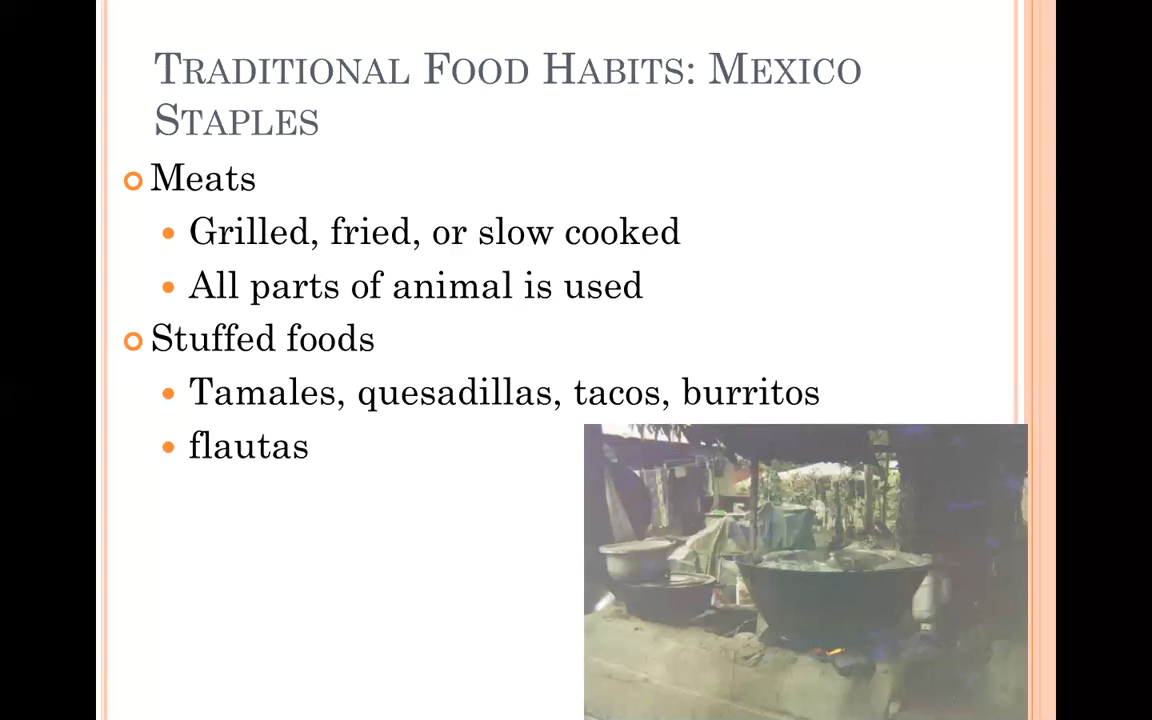 Traditional Food Habits: Mexico
Staples
Meats
Grilled, fried, or slow cooked
All parts of animal is used
Stuffed foods
Tamales, quesadillas, tacos, burritos
flautas